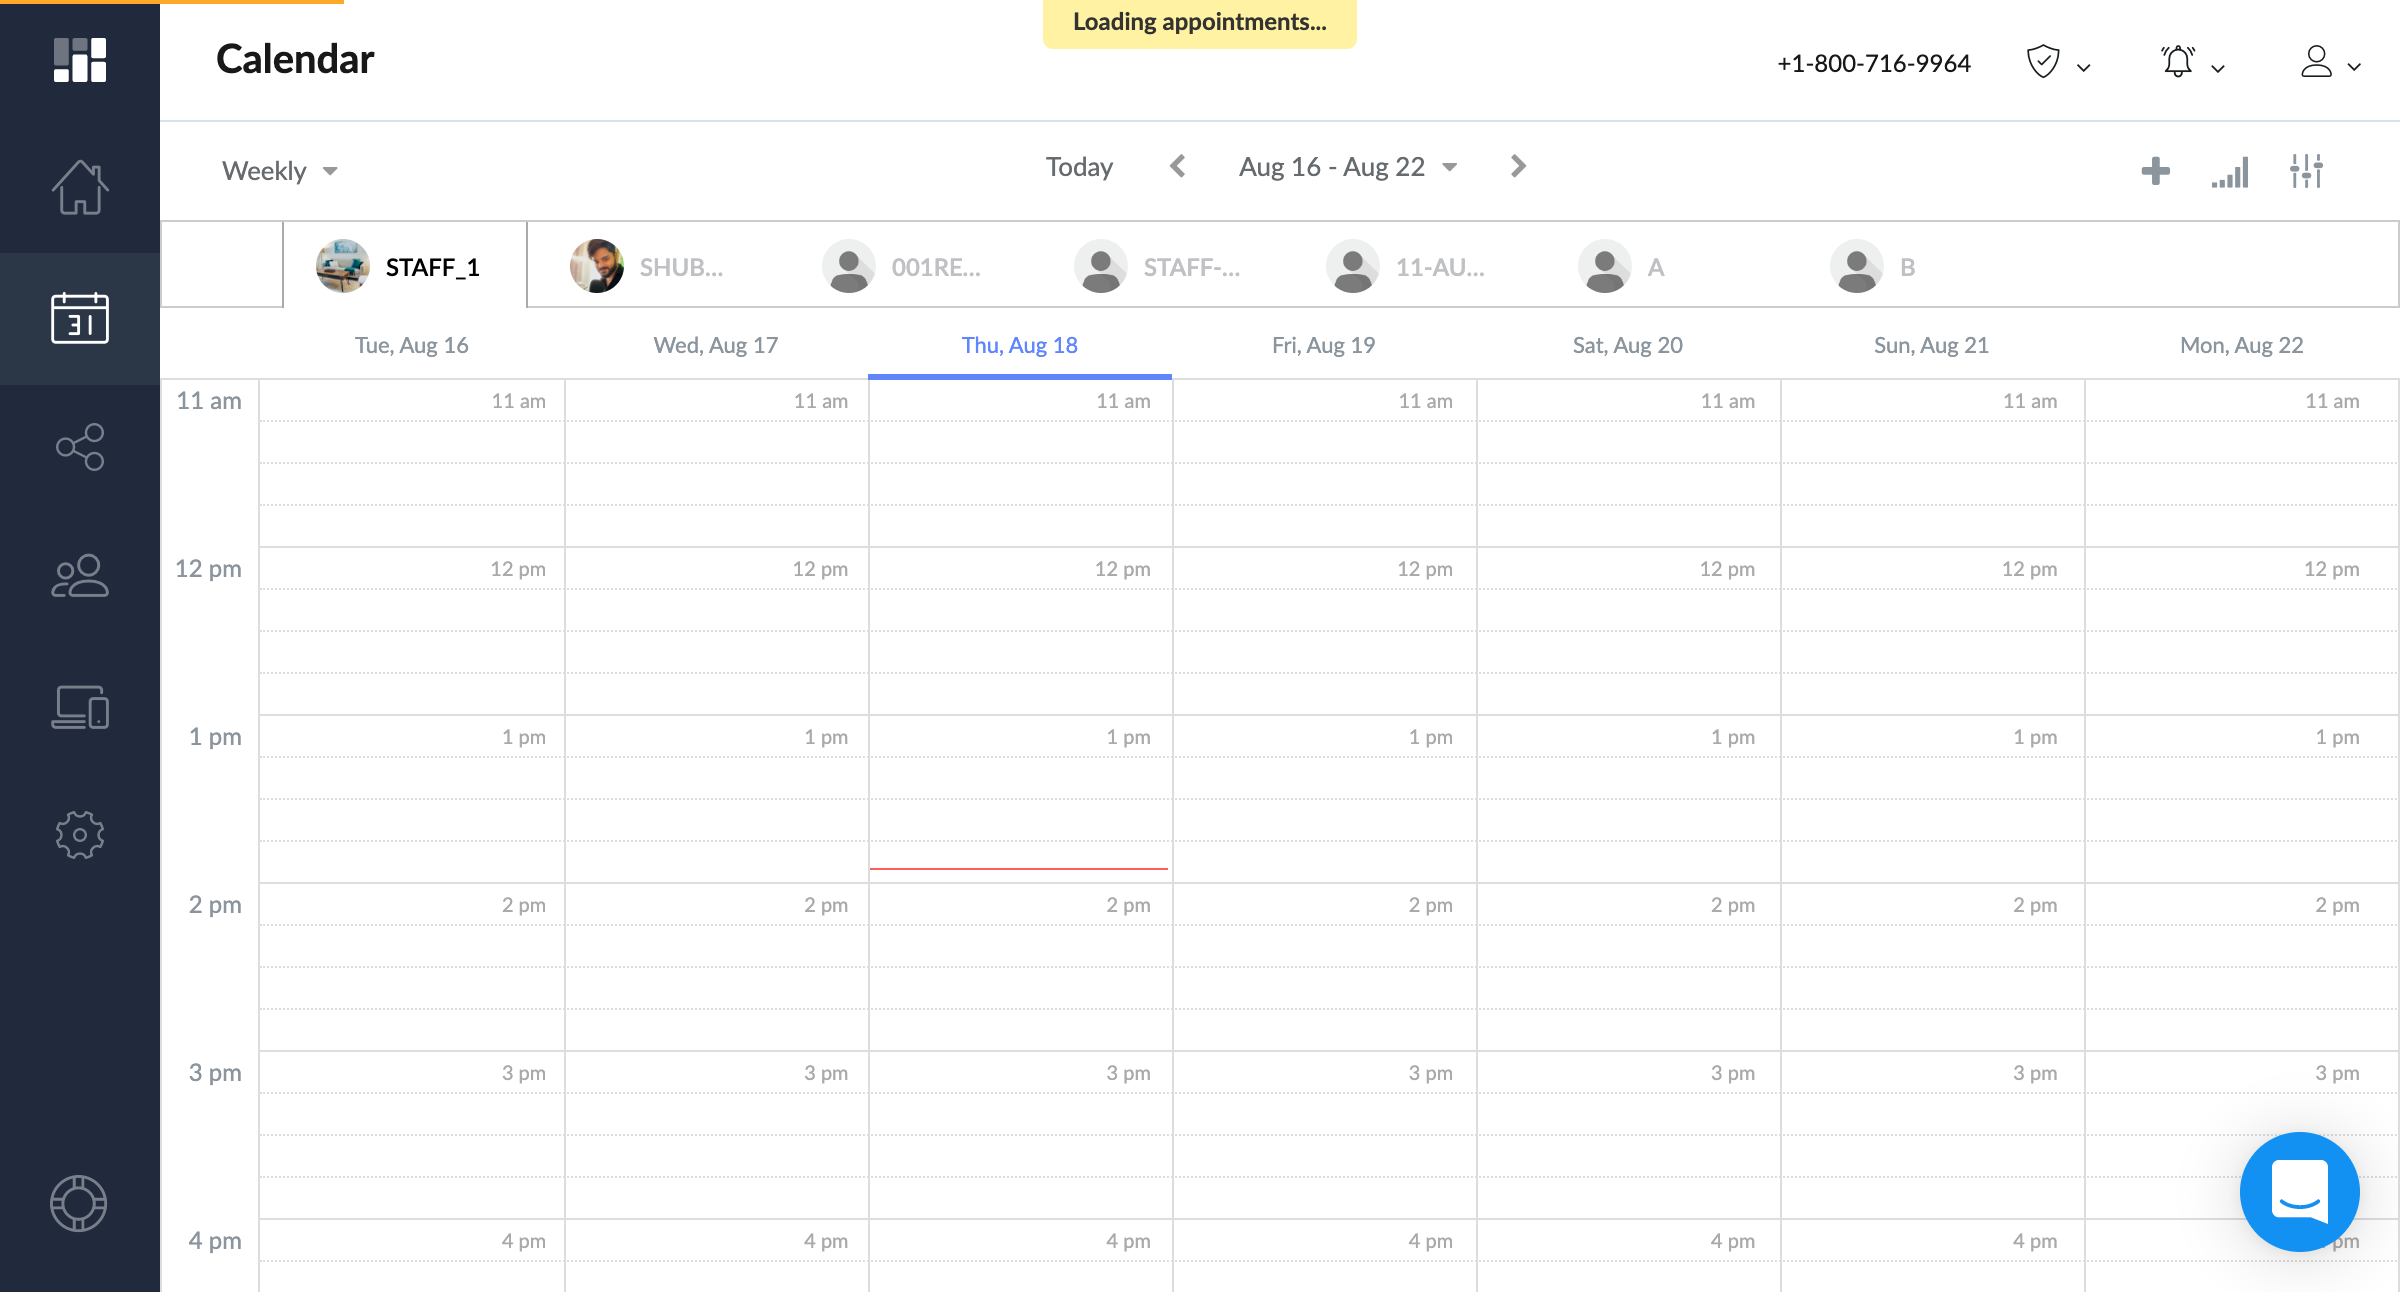 Loading appointments...
Calendar
+1-800-716-9964
Weekly
Today
Aug 16 - Aug 22
31
STAFF_1
SHUB...
001RE...
STAFF-...
11-AU...
A
B
Tue, Aug 16
Wed, Aug 17
Thu, Aug 18
Fri, Aug 19
Sat, Aug 20
Sun, Aug 21
Mon, Aug 22
11 am 11 am 11 am 11 am 11 am 11 am 11 am 11 am
12 pm 12 pm 12 pm 12 pm 12 pm 12 pm 12 pm 12 pm
1 pm 1 pm 1 pm 1 pm 1 pm 1 pm 1 pm 1 pm
2 pm 2 pm 2 pm 2 pm 2 pm 2 pm 2 pm 2 pm
3 pm 3 pm 3 pm 3 pm 3 pm 3 pm 3 pm 3 pm
4 pm 4 pm 4 pm 4 pm 4 pm 4 pm 4 pm pm